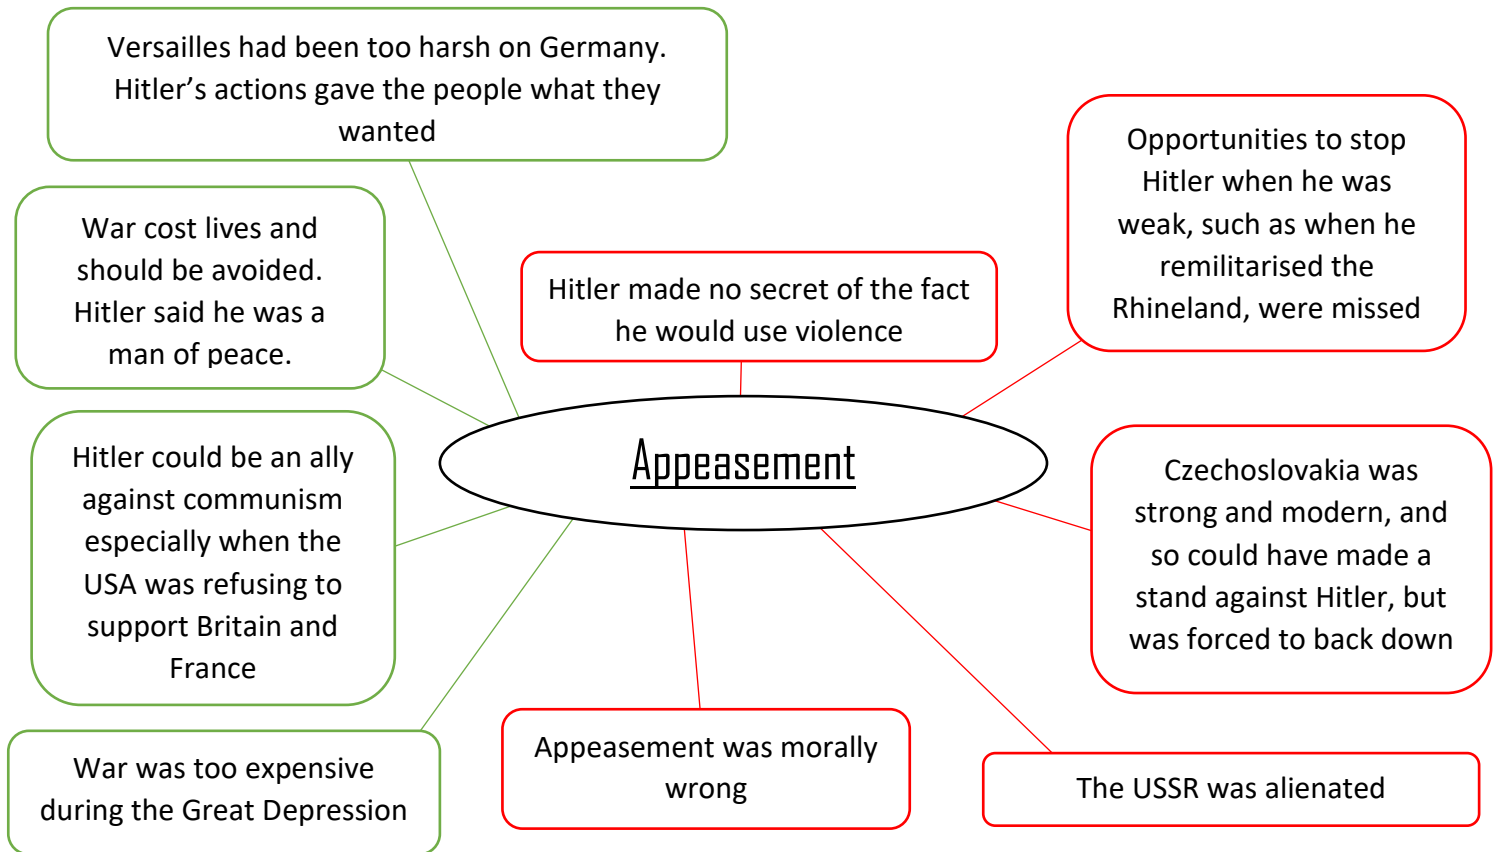 Versailles had been too harsh on Germany.
Hitler’s actions gave the people what they
wanted
War cost lives and
should be avoided.
Hitler said he was a
man of peace.
Hitler could be an ally
against communism
especially when the
USA was refusing to
support Britain and
France
War was too expensive
during the Great Depression
Hitler made no secret of the fact
he would use violence
Appeasement
Appeasement was morally
wrong
Opportunities to stop
Hitler when he was
weak, such as when he
remilitarised the
Rhineland, were missed
Czechoslovakia was
strong and modern, and
so could have made a
stand against Hitler, but
was forced to back down
The USSR was alienated